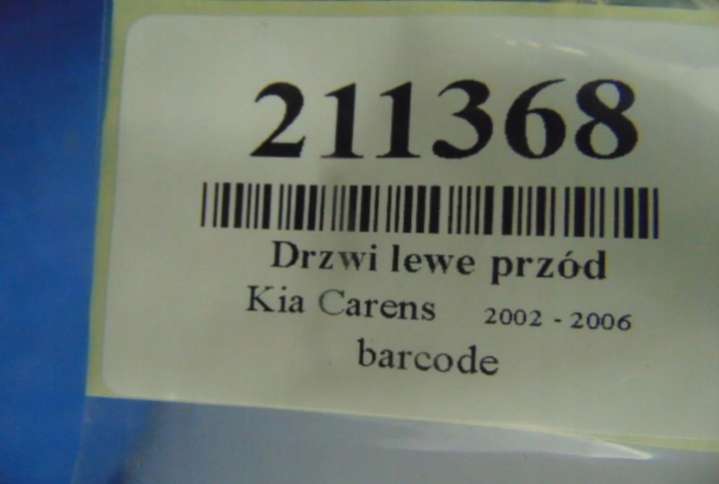 211368
Drzwi lewe przód
Kia Carens 2002 - 2006
barcode